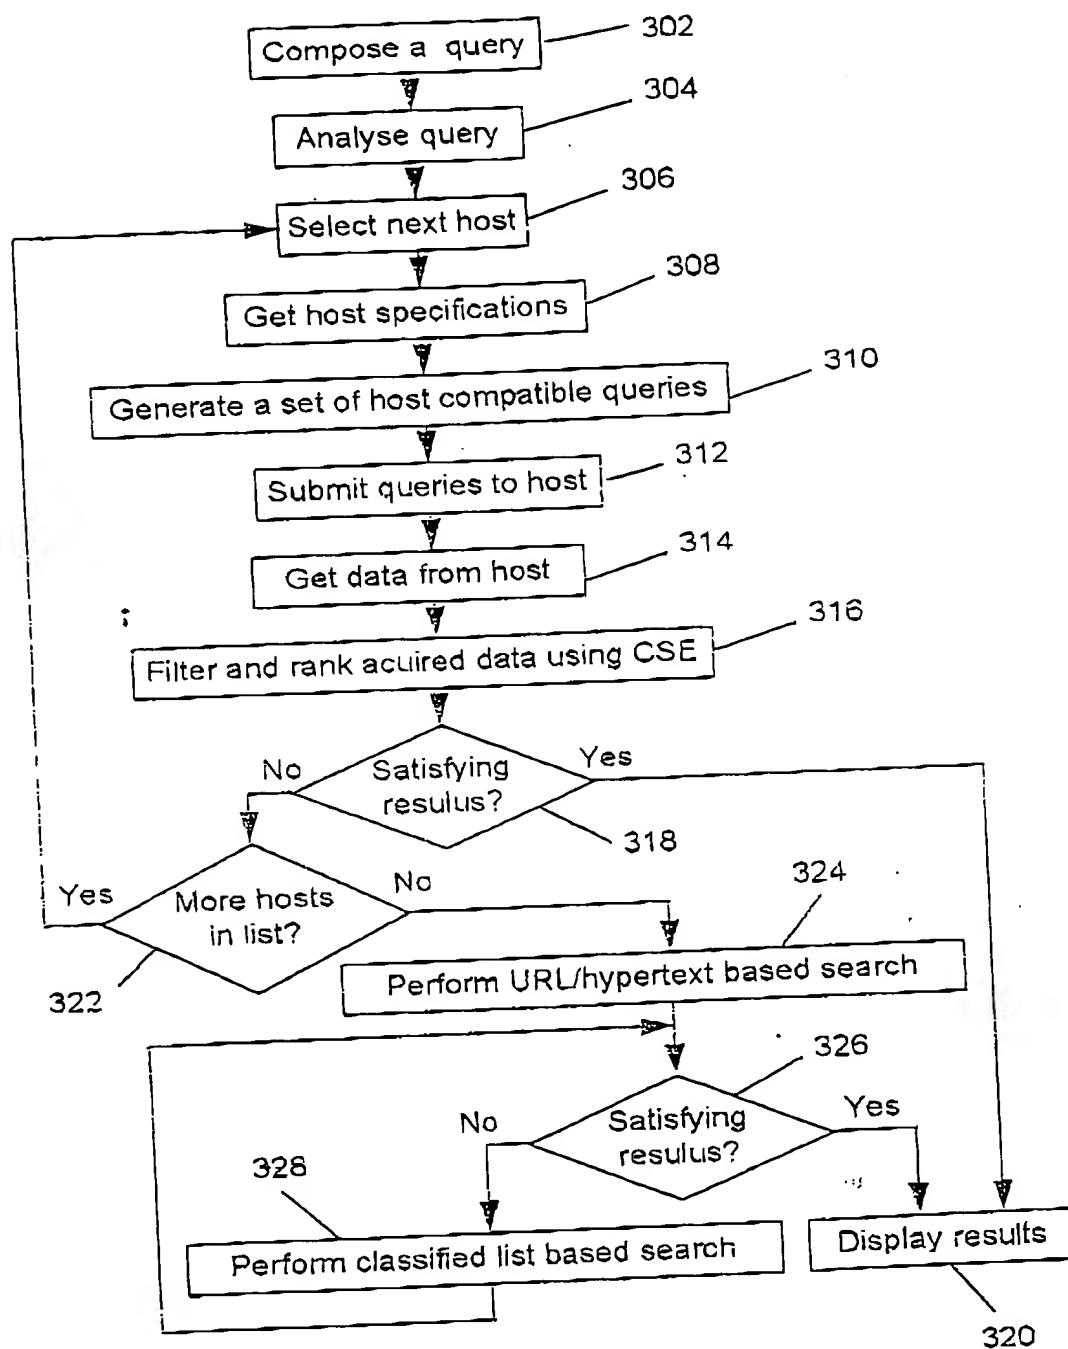 Compose a query
302
304
Analyse query
306
Select next host
308
Get host specifications
310
Generate a set of host compatible queries
312
Submit queries to host
314
Get data from host
316
Filter and rank acuired data using CSE
No
Satisfying
resulus?
Yes
318
Yes
More hosts
in list?
No
324
322
Perform URL/hypertext based search
326
No
Satisfying
resulus?
Yes
328
Perform classified list based search
Display results
320